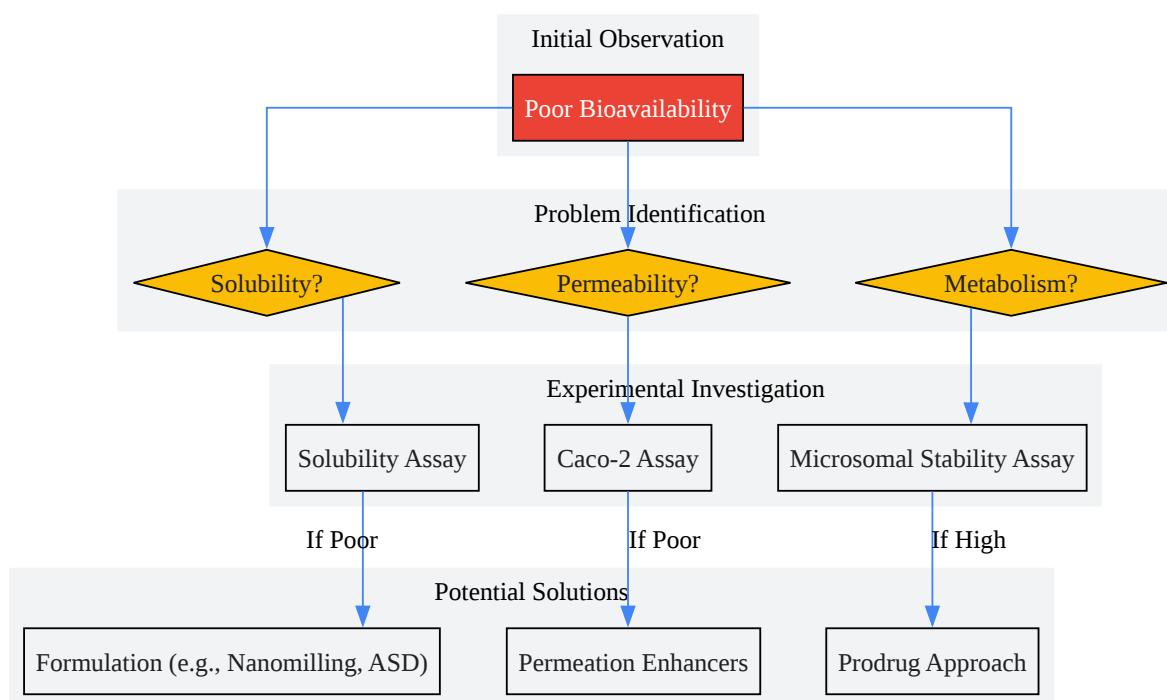 Initial Observation
Poor Bioavailability
Problem Identification
Solubility?
Permeability?
Metabolism?
Experimental Investigation
Solubility Assay
Caco-2 Assay
Microsomal Stability Assay
If Poor
If Poor
If High
Potential Solutions
Formulation (e.g., Nanomilling, ASD)
Permeation Enhancers
Prodrug Approach